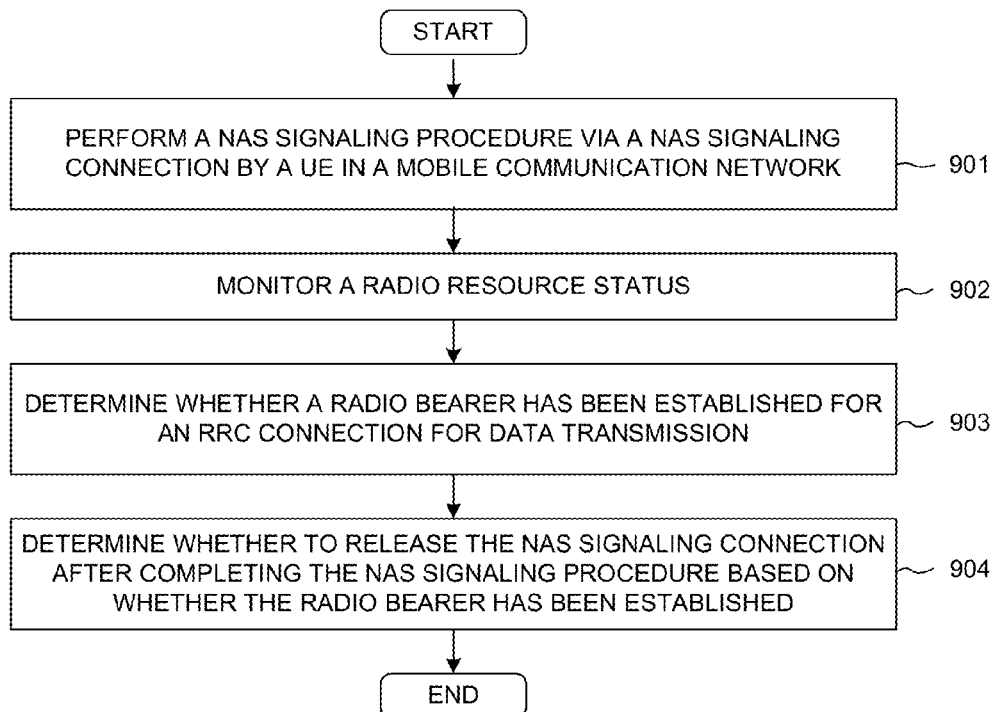 START
PERFORM A NAS SIGNALING PROCEDURE VIA A NAS SIGNALING
CONNECTION BY A UE IN A MOBILE COMMUNICATION NETWORK
901
MONITOR A RADIO RESOURCE STATUS
902
DETERMINE WHETHER A RADIO BEARER HAS BEEN ESTABLISHED FOR
AN RRC CONNECTION FOR DATA TRANSMISSION
903
DETERMINE WHETHER TO RELEASE THE NAS SIGNALING CONNECTION
AFTER COMPLETING THE NAS SIGNALING PROCEDURE BASED ON
WHETHER THE RADIO BEARER HAS BEEN ESTABLISHED
904
END